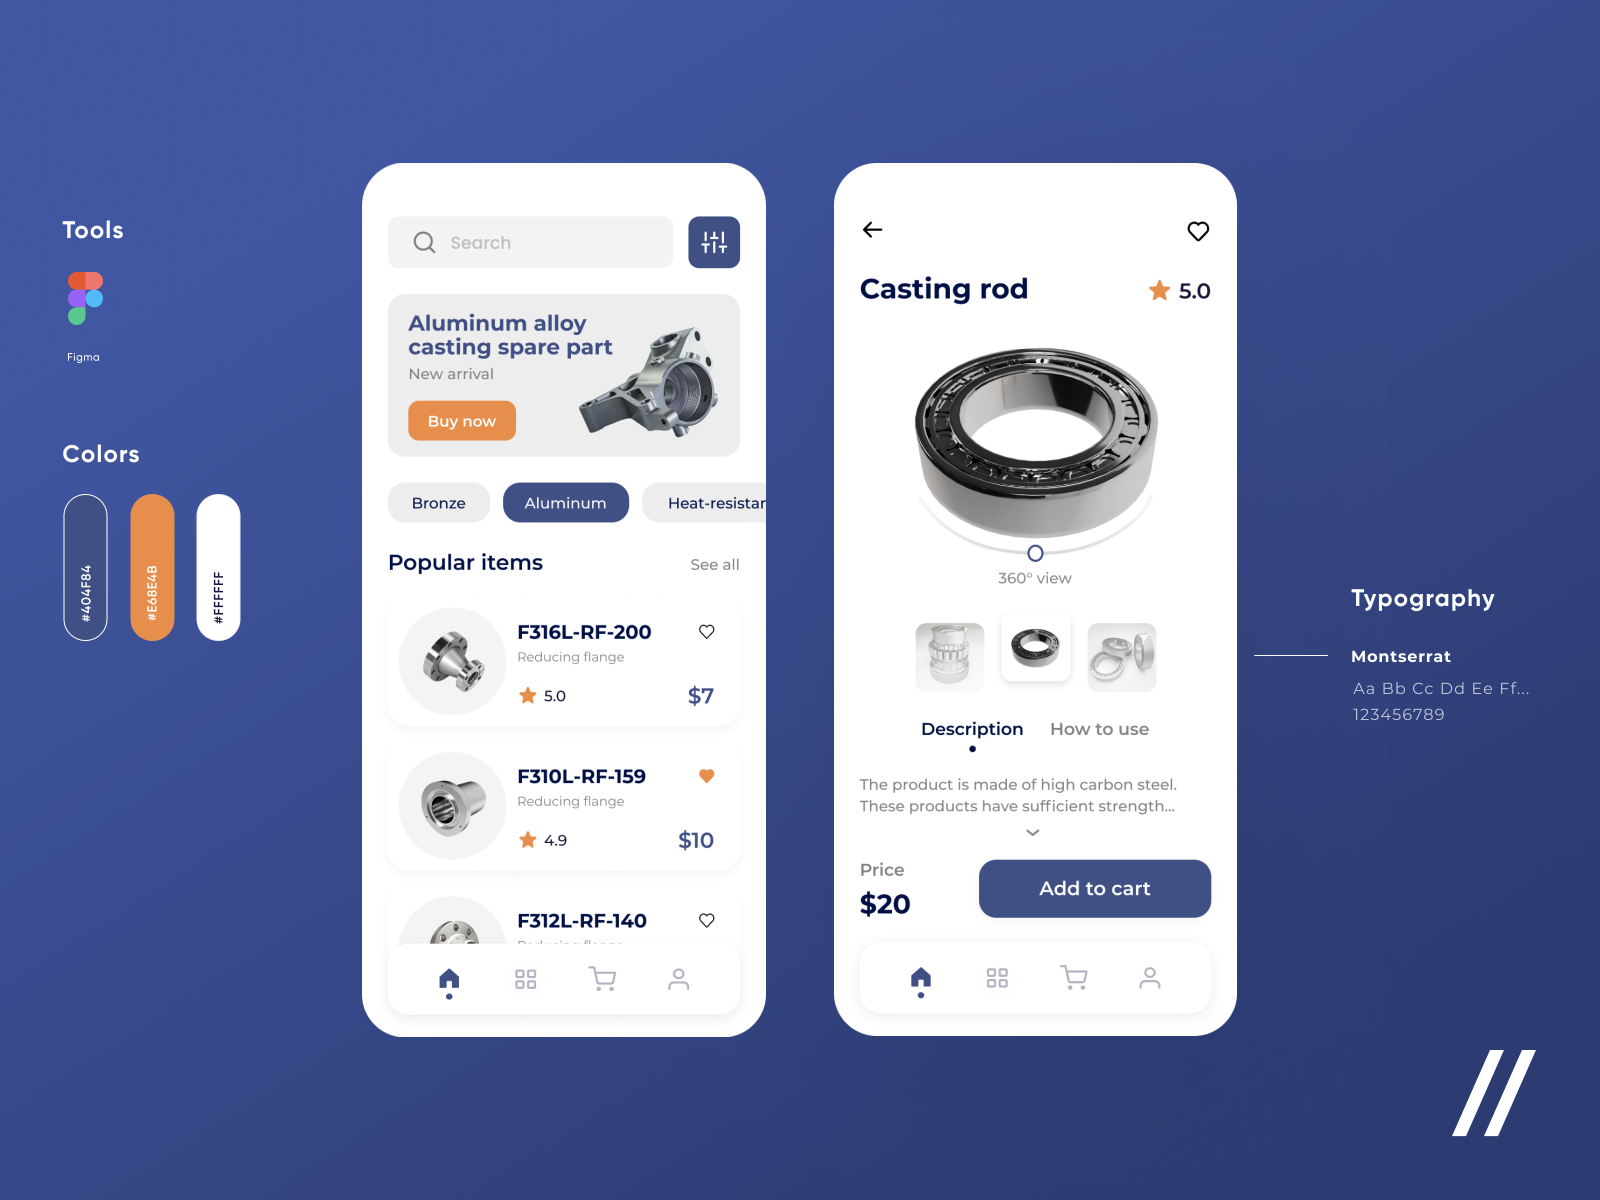 Tools
Figma
Colors
#404F84
#E68E4B
#FFFFFF
Search
Aluminum alloy
casting spare part
New arrival
Buy now
Bronze
Aluminum
Heat-resistar
Popular items
See all
F316L-RF-200
Reducing flange
5.0
$7
F310L-RF-159
Reducing flange
4.9
$10
F312L-RF-140
Reducing flange
Casting rod
5.0
360° view
Description
How to use
The product is made of high carbon steel.
These products have sufficient strength...
Price
$20
Add to cart
Typography
Montserrat
Aa Bb Cc Dd Ee Ff...
123456789